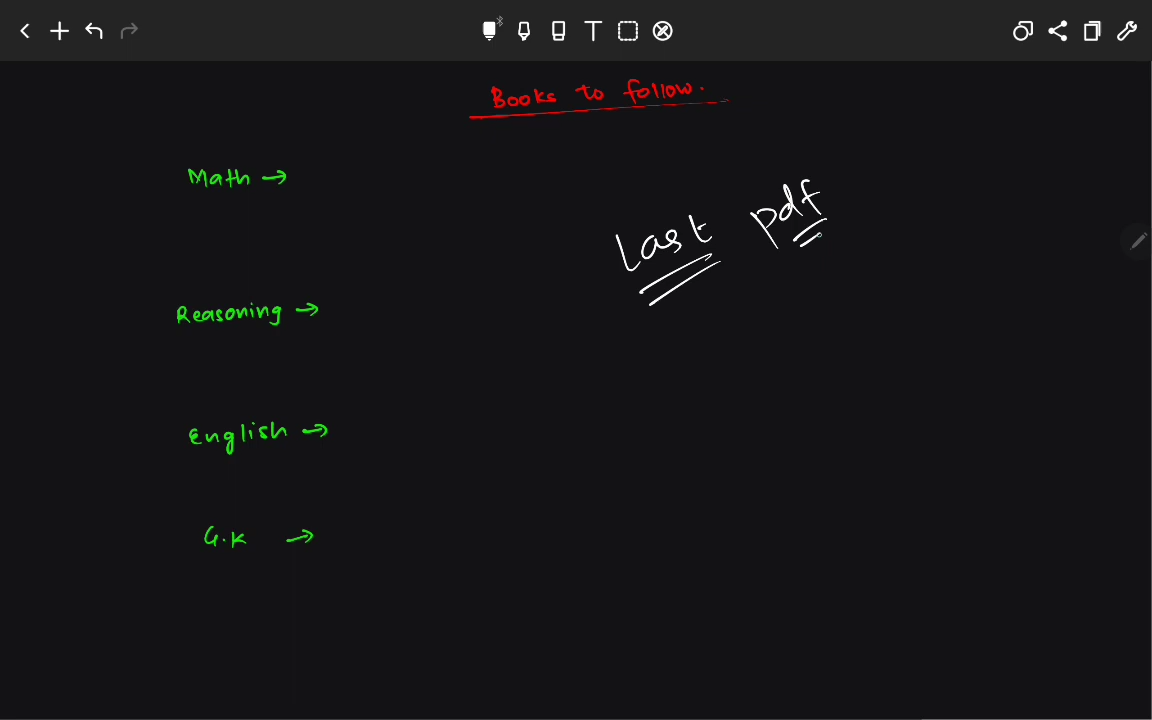 Books to follow.
Math →
Last pdf
Reasoning →
English →
G.K →